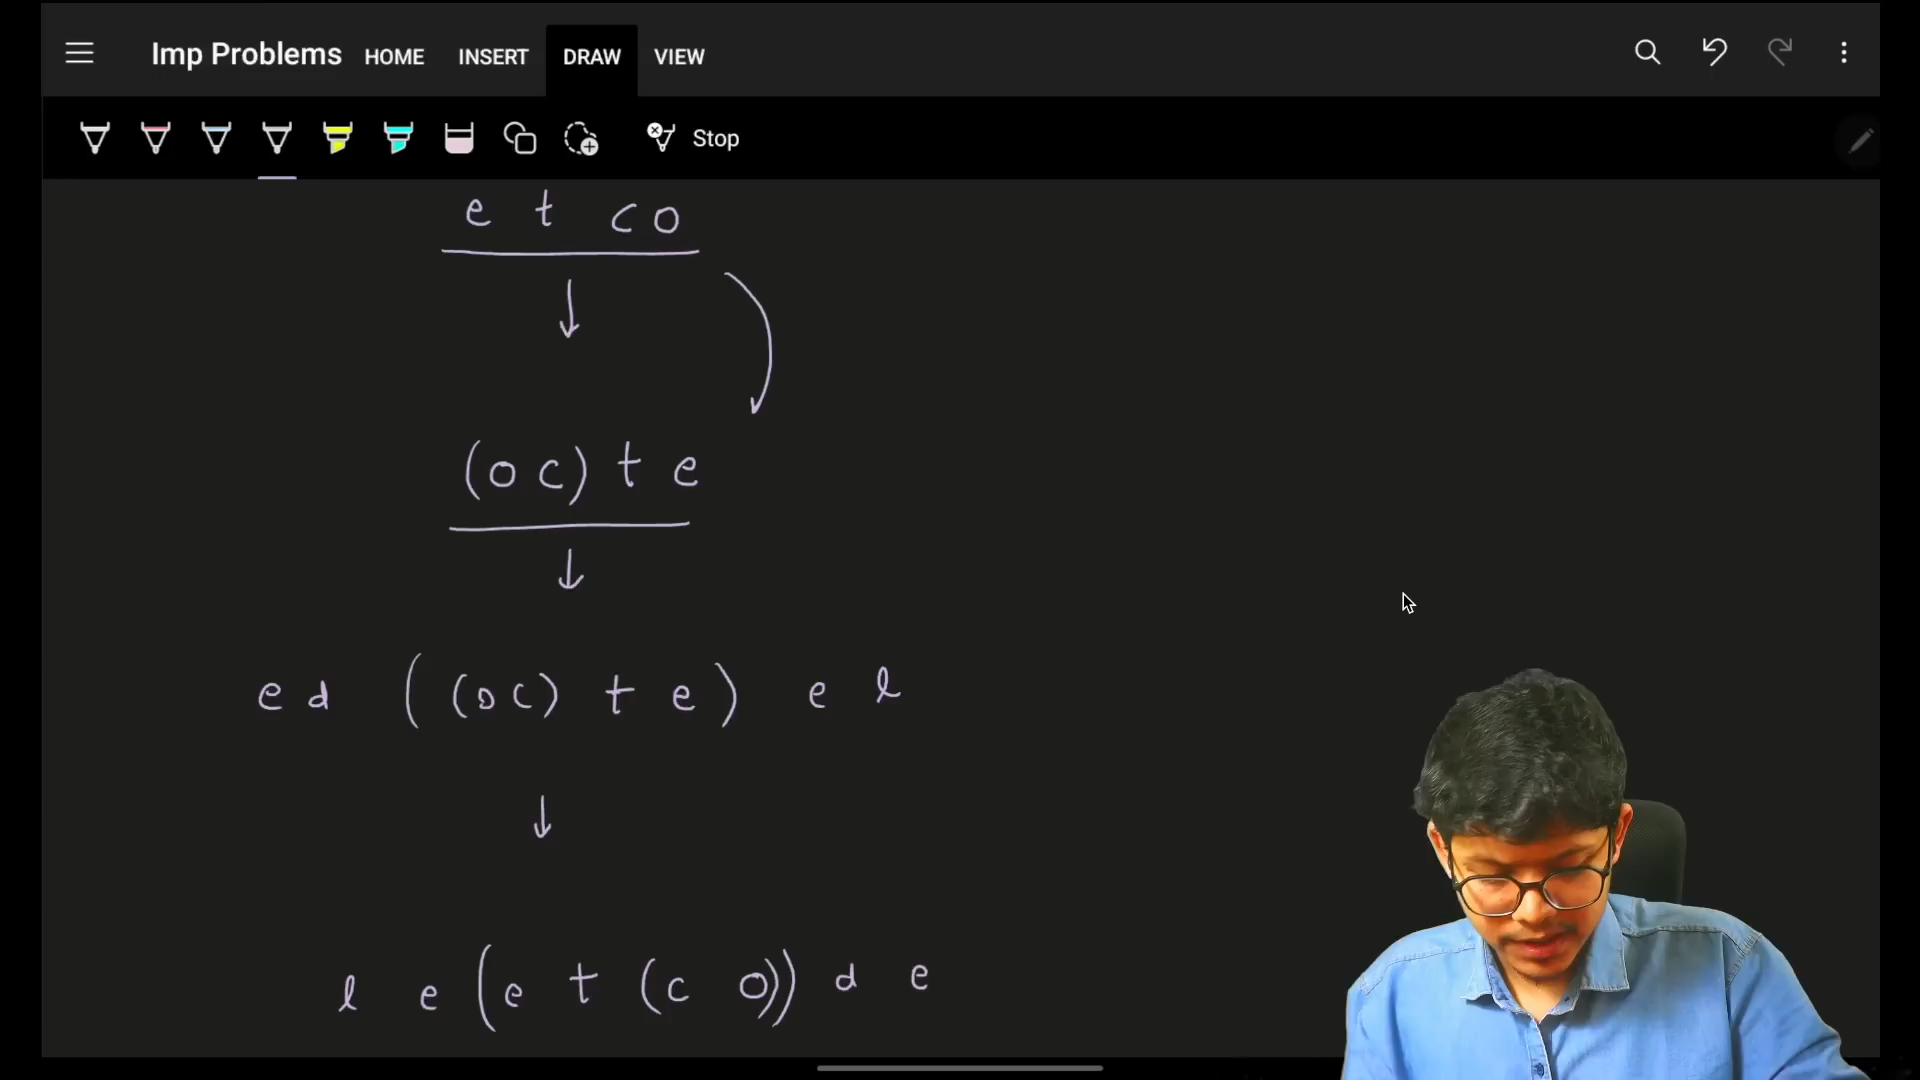 Imp Problems HOME INSERT DRAW VIEW
Stop
e t c o
(o c) t e
e d ( (o c) t e ) e l
l e ( e t ( c o ) ) d e